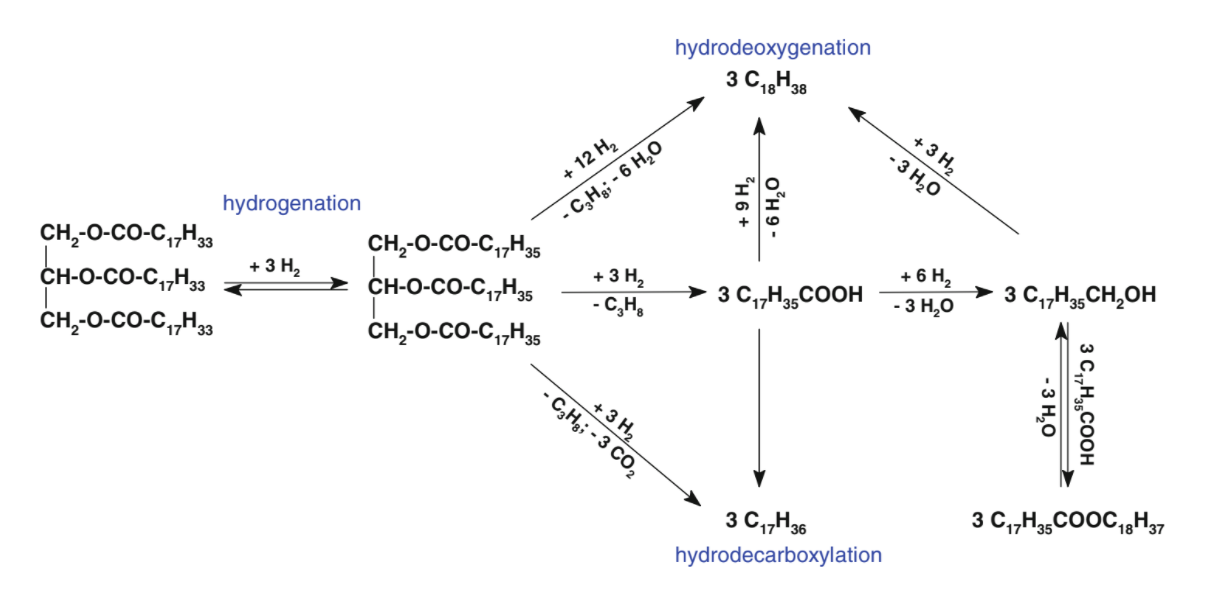 hydrodeoxygenation
3 C₁₈H₃₈
+ 12 H₂
- C₃H₈; - 6 H₂O
+ 9 H₂
- 6 H₂O
+ 3 H₂
- 3 H₂O
hydrogenation
CH₂-O-CO-C₁₇H₃₃
CH-O-CO-C₁₇H₃₃
CH₂-O-CO-C₁₇H₃₃
+ 3 H₂
CH₂-O-CO-C₁₇H₃₅
CH-O-CO-C₁₇H₃₅
CH₂-O-CO-C₁₇H₃₅
+ 3 H₂
- C₃H₈
3 C₁₇H₃₅COOH
+ 6 H₂
- 3 H₂O
3 C₁₇H₃₅CH₂OH
+ 3 H₂
- C₃H₈; - 3 CO₂
- 3 H₂O
3 C₁₇H₃₅COOH
3 C₁₇H₃₆
hydrodecarboxylation
3 C₁₇H₃₅COOC₁₈H₃₇